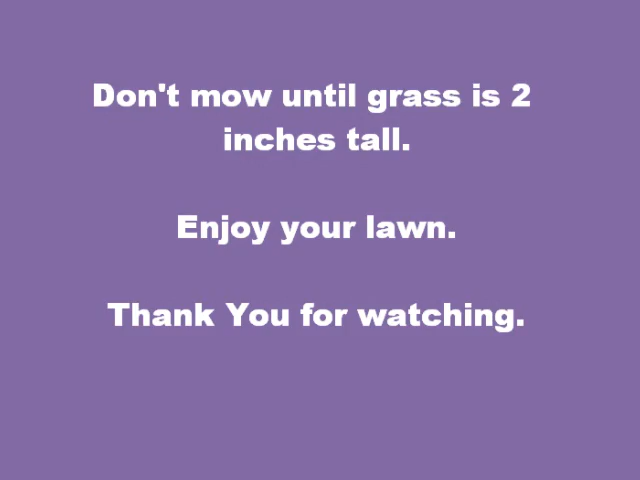 Don't mow until grass is 2
inches tall.
Enjoy your lawn.
Thank You for watching.